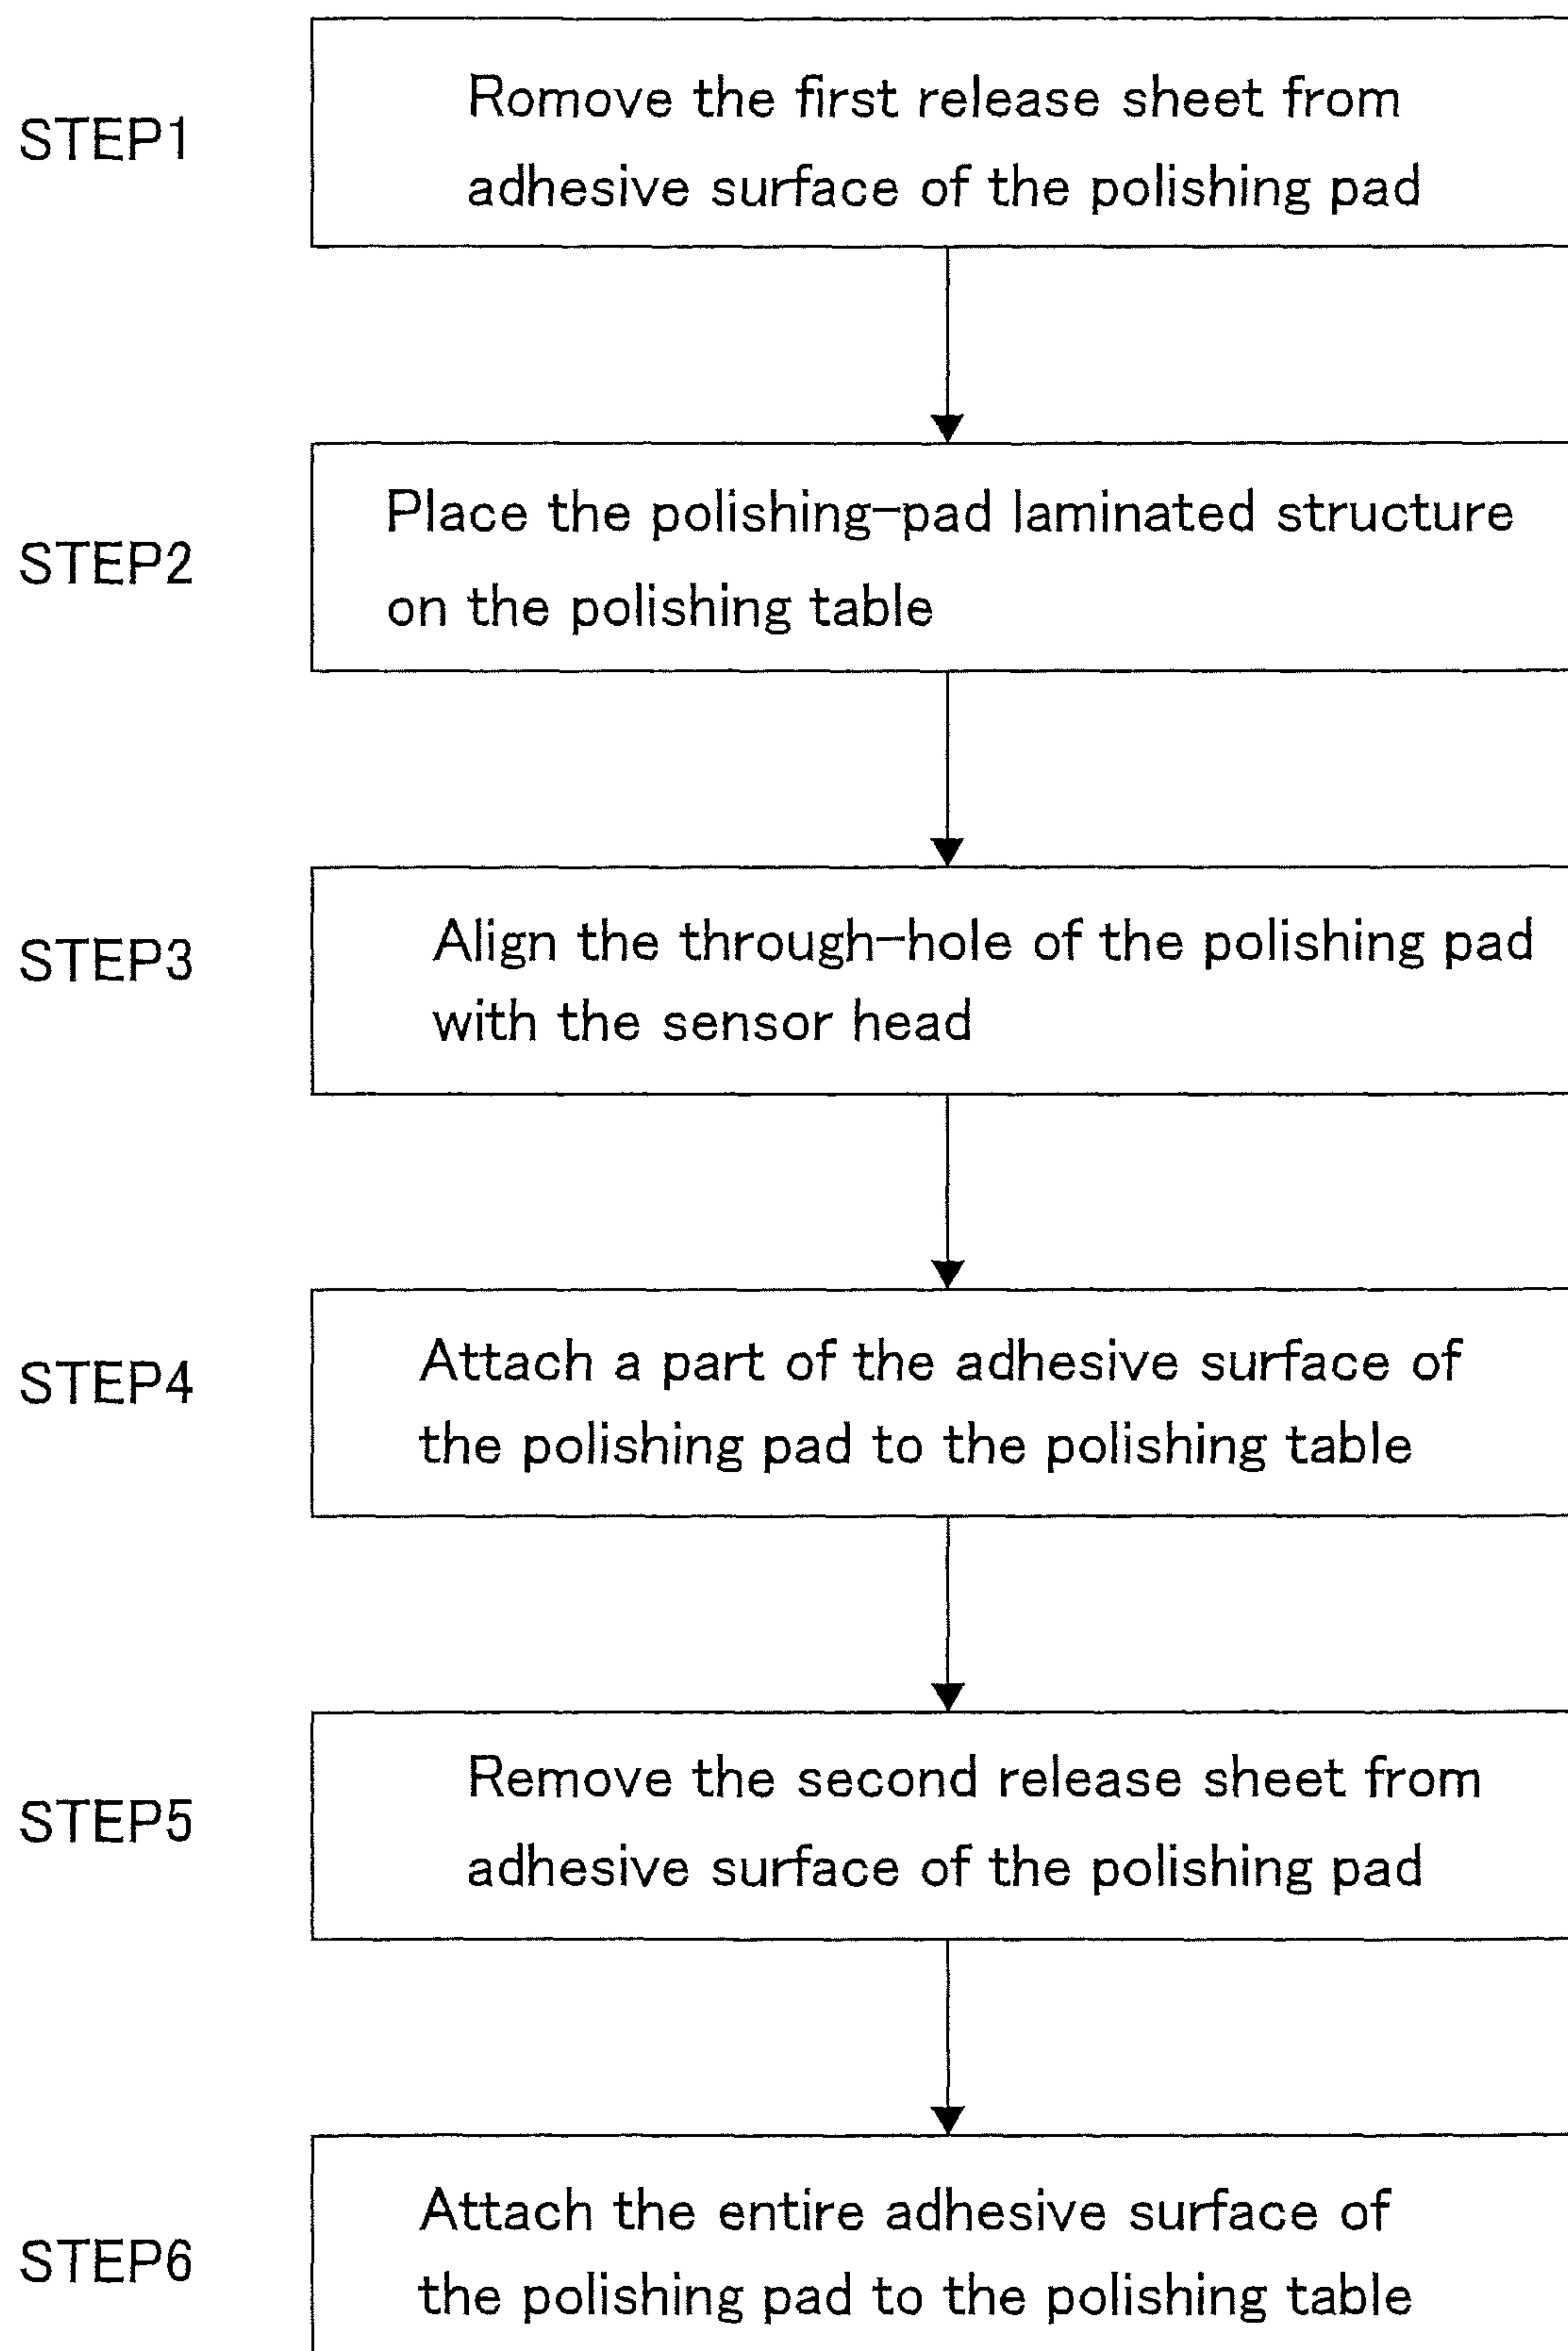 STEP1
Romove the first release sheet from
adhesive surface of the polishing pad
STEP2
Place the polishing-pad laminated structure
on the polishing table
STEP3
Align the through-hole of the polishing pad
with the sensor head
STEP4
Attach a part of the adhesive surface of
the polishing pad to the polishing table
STEP5
Remove the second release sheet from
adhesive surface of the polishing pad
STEP6
Attach the entire adhesive surface of
the polishing pad to the polishing table